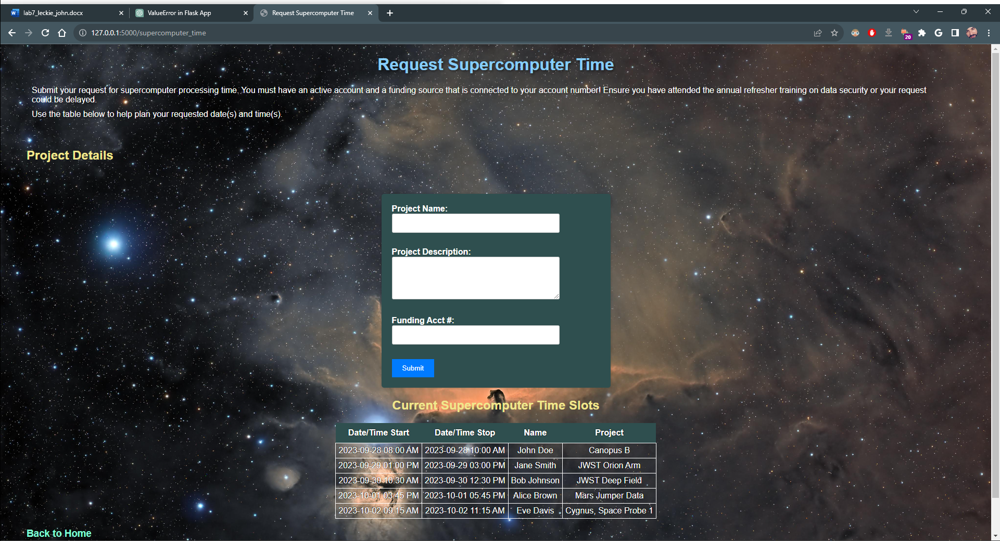 lab7_leckie_john.docx
ValueError in Flask App
Request Supercomputer Time
127.0.0.1:5000/supercomputer_time
20
Request Supercomputer Time
Submit your request for supercomputer processing time. You must have an active account and a funding source that is connected to your account number! Ensure you have attended the annual refresher training on data security or your request
could be delayed.
Use the table below to help plan your requested date(s) and time(s).
Project Details
Project Name:
Project Description:
Funding Acct #:
Submit
Current Supercomputer Time Slots
Date/Time Start Date/Time Stop Name Project
2023-09-28 08:00 AM 2023-09-28 10:00 AM John Doe Canopus B
2023-09-29 01:00 PM 2023-09-29 03:00 PM Jane Smith JWST Orion Arm
2023-09-30 10:30 AM 2023-09-30 12:30 PM Bob Johnson JWST Deep Field
2023-10-01 03:45 PM 2023-10-01 05:45 PM Alice Brown Mars Jumper Data
2023-10-02 09:15 AM 2023-10-02 11:15 AM Eve Davis Cygnus, Space Probe 1
Back to Home